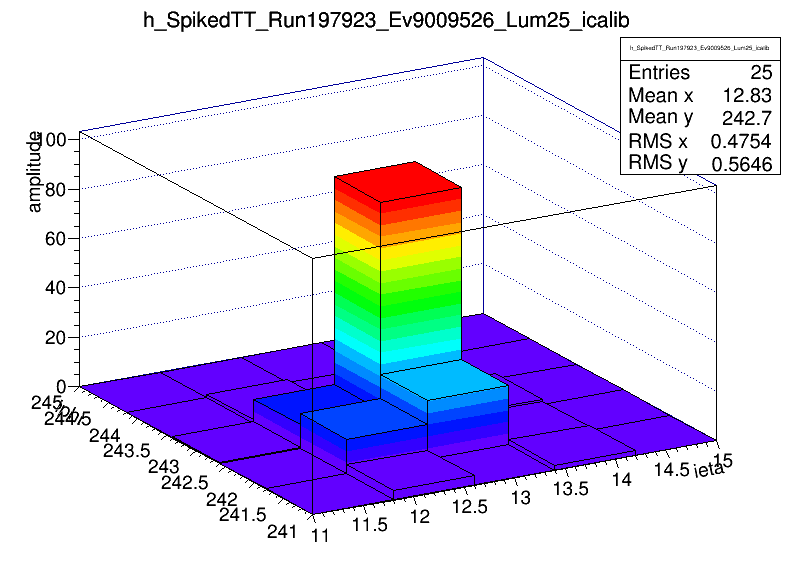 h_SpikedTT_Run197923_Ev9009526_Lum25_icalib
h_SpikedTT_Run197923_Ev9009526_Lum25_icalib
Entries 25
Mean x 12.83
Mean y 242.7
RMS x 0.4754
RMS y 0.5646
amplitude
100
80
60
40
20
0
245
244.5
244
243.5
243
242.5
242
241.5
241
11
11.5
12
12.5
13
13.5
14
14.5
15
ieta